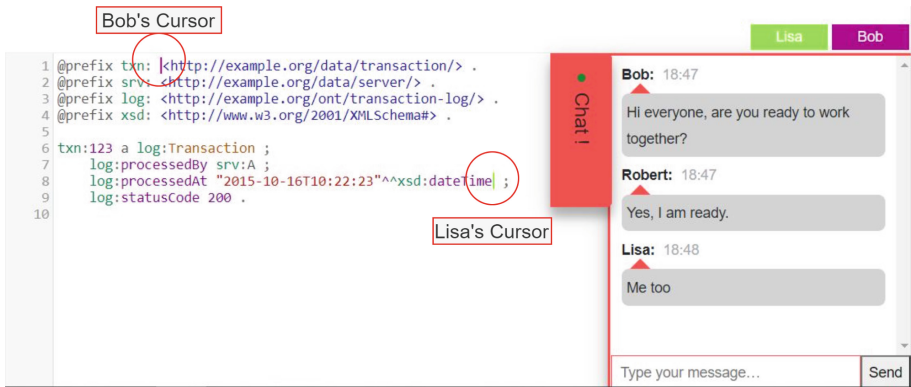 Bob's Cursor
Lisa
Bob
1 @prefix txn: <http://example.org/data/transaction/> .
2 @prefix srv: <http://example.org/data/server/> .
3 @prefix log: <http://example.org/ont/transaction-log/> .
4 @prefix xsd: <http://www.w3.org/2001/XMLSchema#> .
5
6 txn:123 a log:Transaction ;
7 log:processedBy srv:A ;
8 log:processedAt "2015-10-16T10:22:23"^^xsd:dateTime ;
9 log:statusCode 200 .
10
Lisa's Cursor
Chat !
Bob: 18:47
Hi everyone, are you ready to work
together?
Robert: 18:47
Yes, I am ready.
Lisa: 18:48
Me too
Type your message...
Send